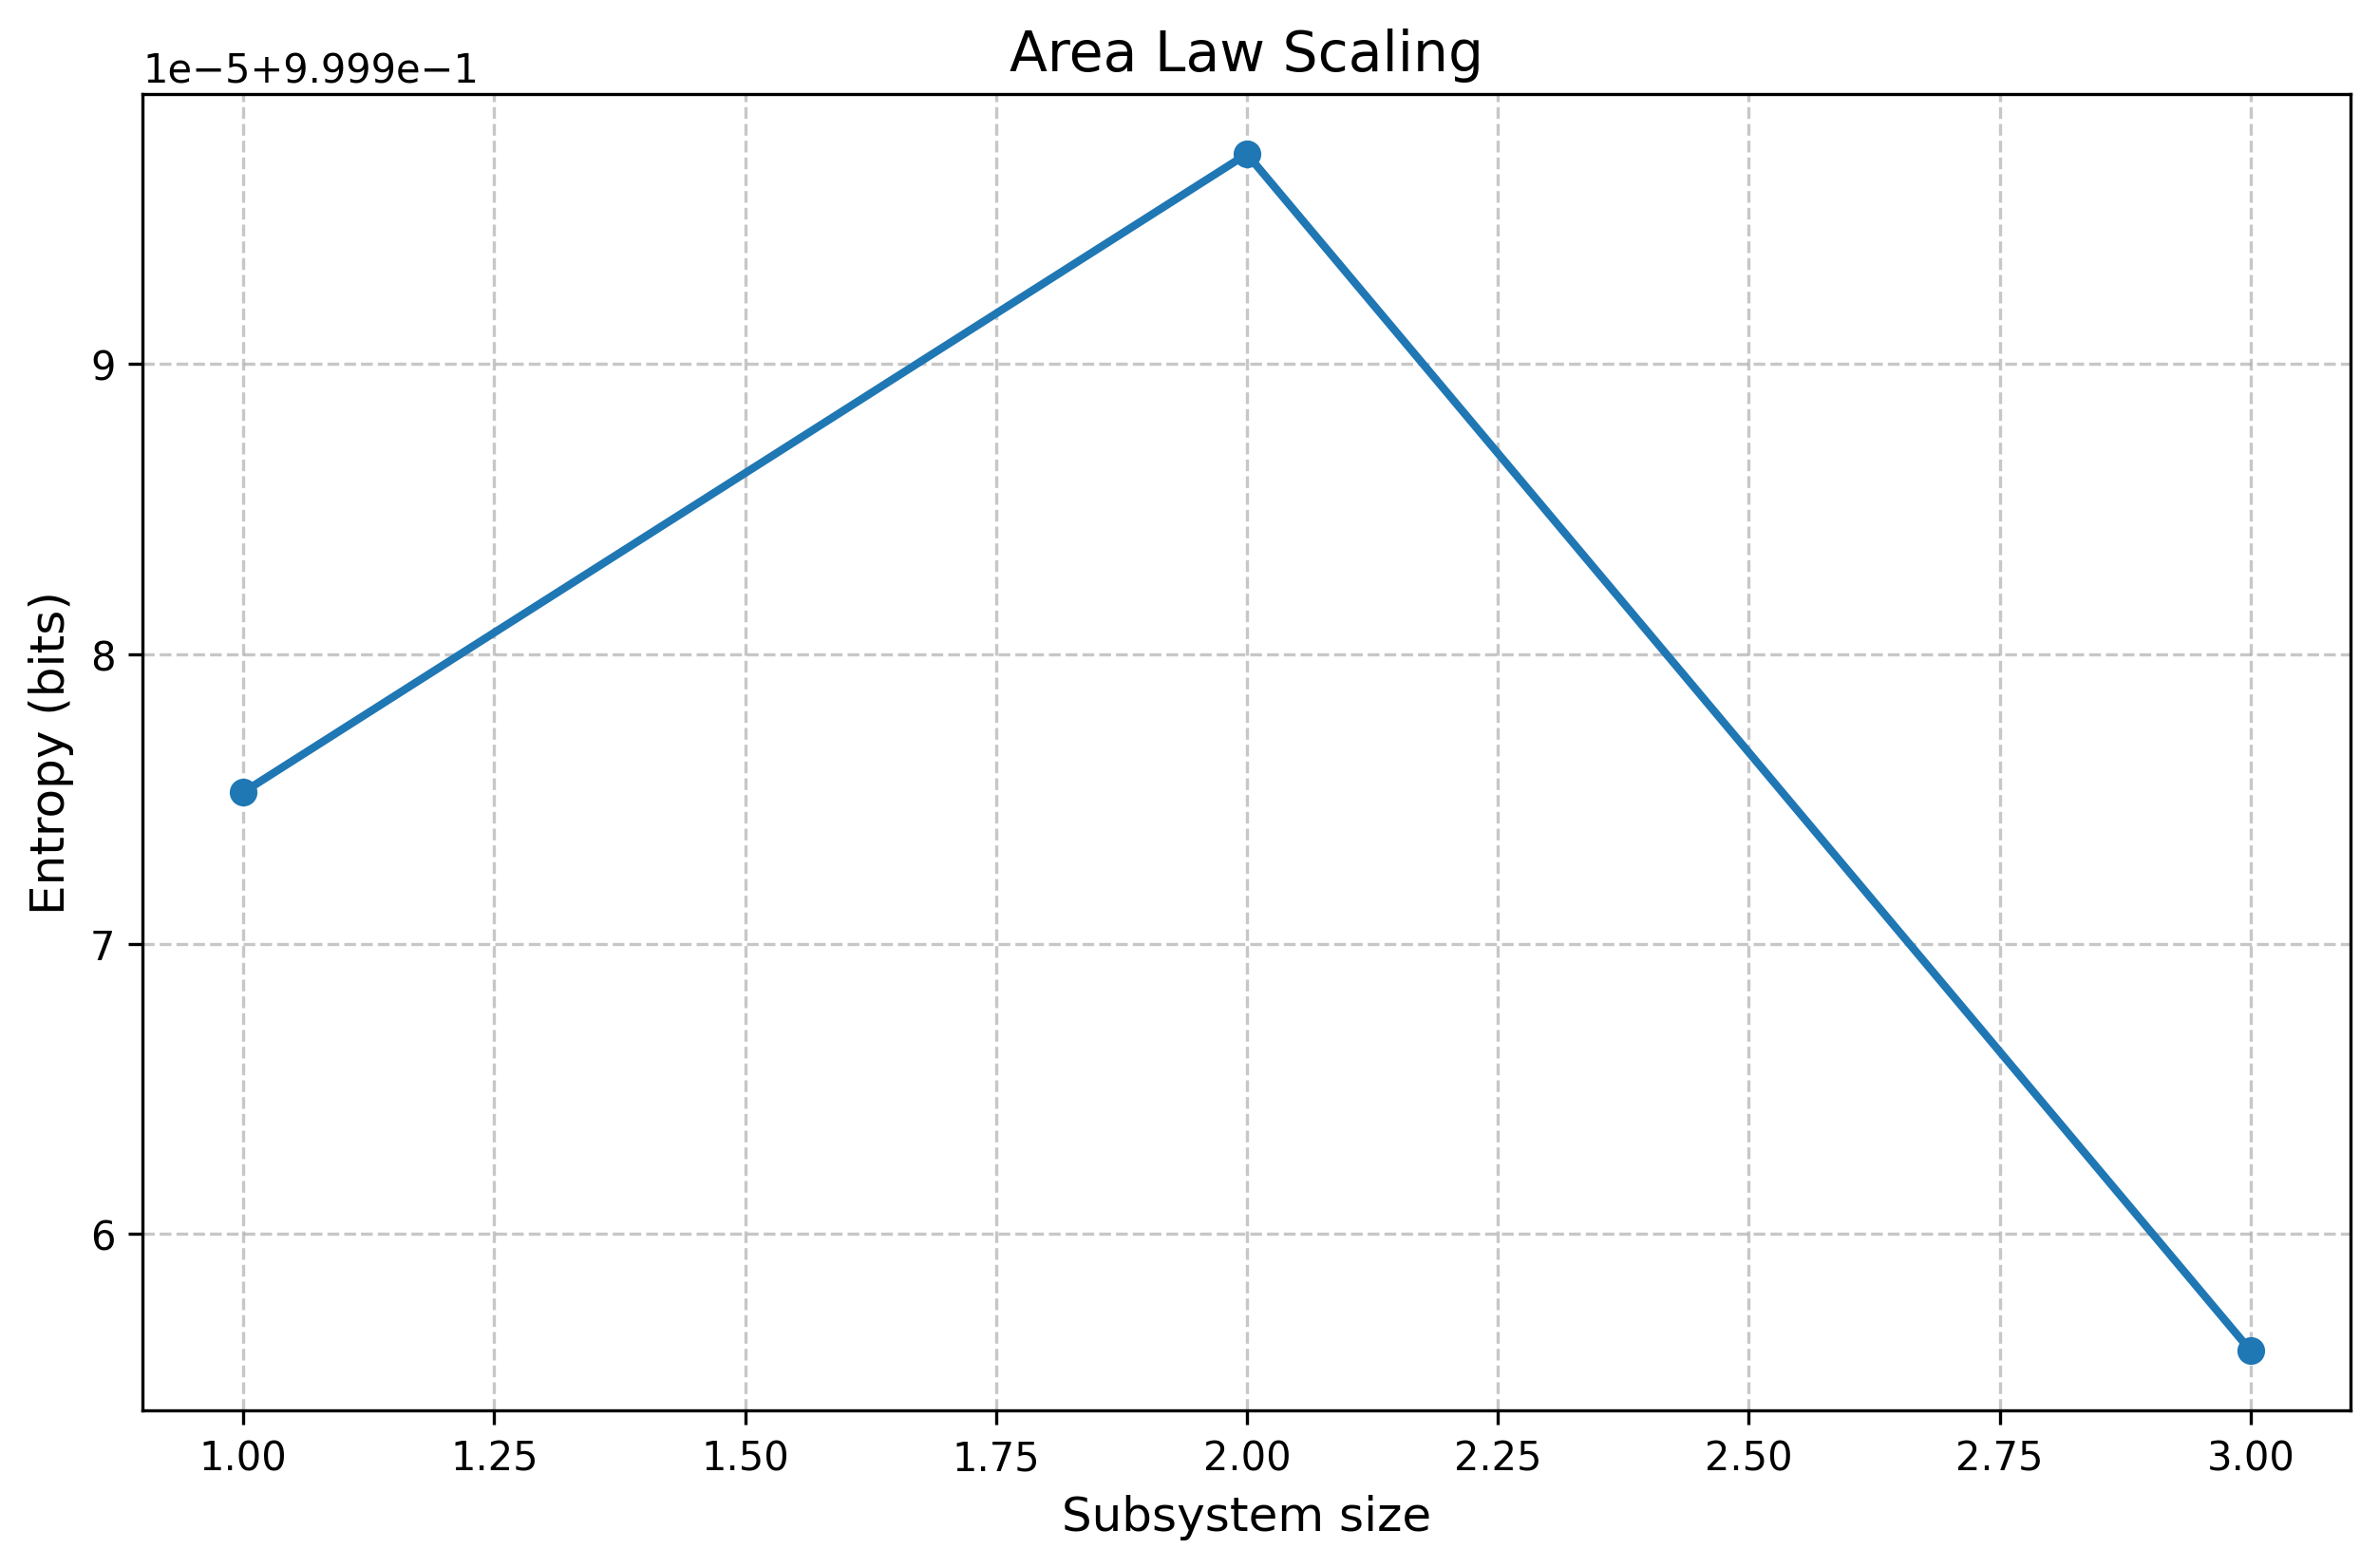 Area Law Scaling
1e−5+9.999e−1
9
8
7
6
Entropy (bits)
1.00 1.25 1.50 1.75 2.00 2.25 2.50 2.75 3.00
Subsystem size